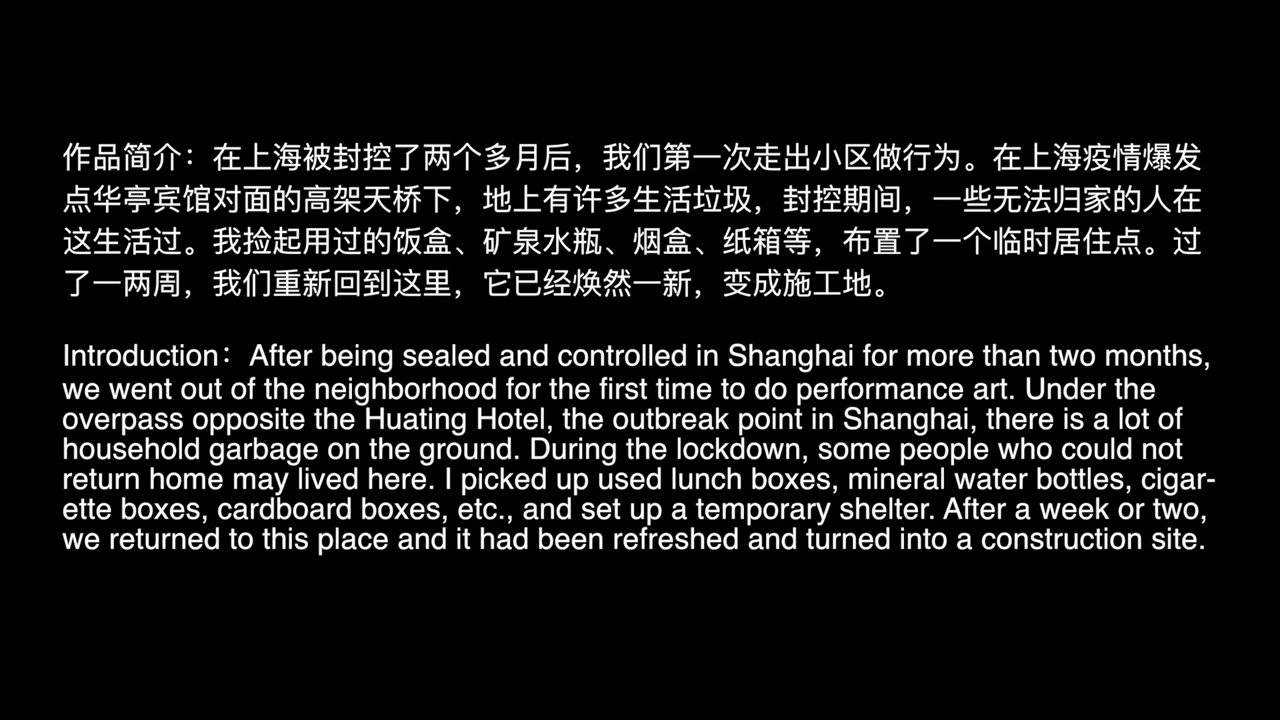 作品简介：在上海被封控了两个多月后，我们第一次走出小区做行为。在上海疫情爆发
点华亭宾馆对面的高架天桥下，地上有许多生活垃圾，封控期间，一些无法归家的人在
这生活过。我捡起用过的饭盒、矿泉水瓶、烟盒、纸箱等，布置了一个临时居住点。过
了一两周，我们重新回到这里，它已经焕然一新，变成施工地。
Introduction：After being sealed and controlled in Shanghai for more than two months,
we went out of the neighborhood for the first time to do performance art. Under the
overpass opposite the Huating Hotel, the outbreak point in Shanghai, there is a lot of
household garbage on the ground. During the lockdown, some people who could not
return home may lived here. I picked up used lunch boxes, mineral water bottles, cigar-
ette boxes, cardboard boxes, etc., and set up a temporary shelter. After a week or two,
we returned to this place and it had been refreshed and turned into a construction site.